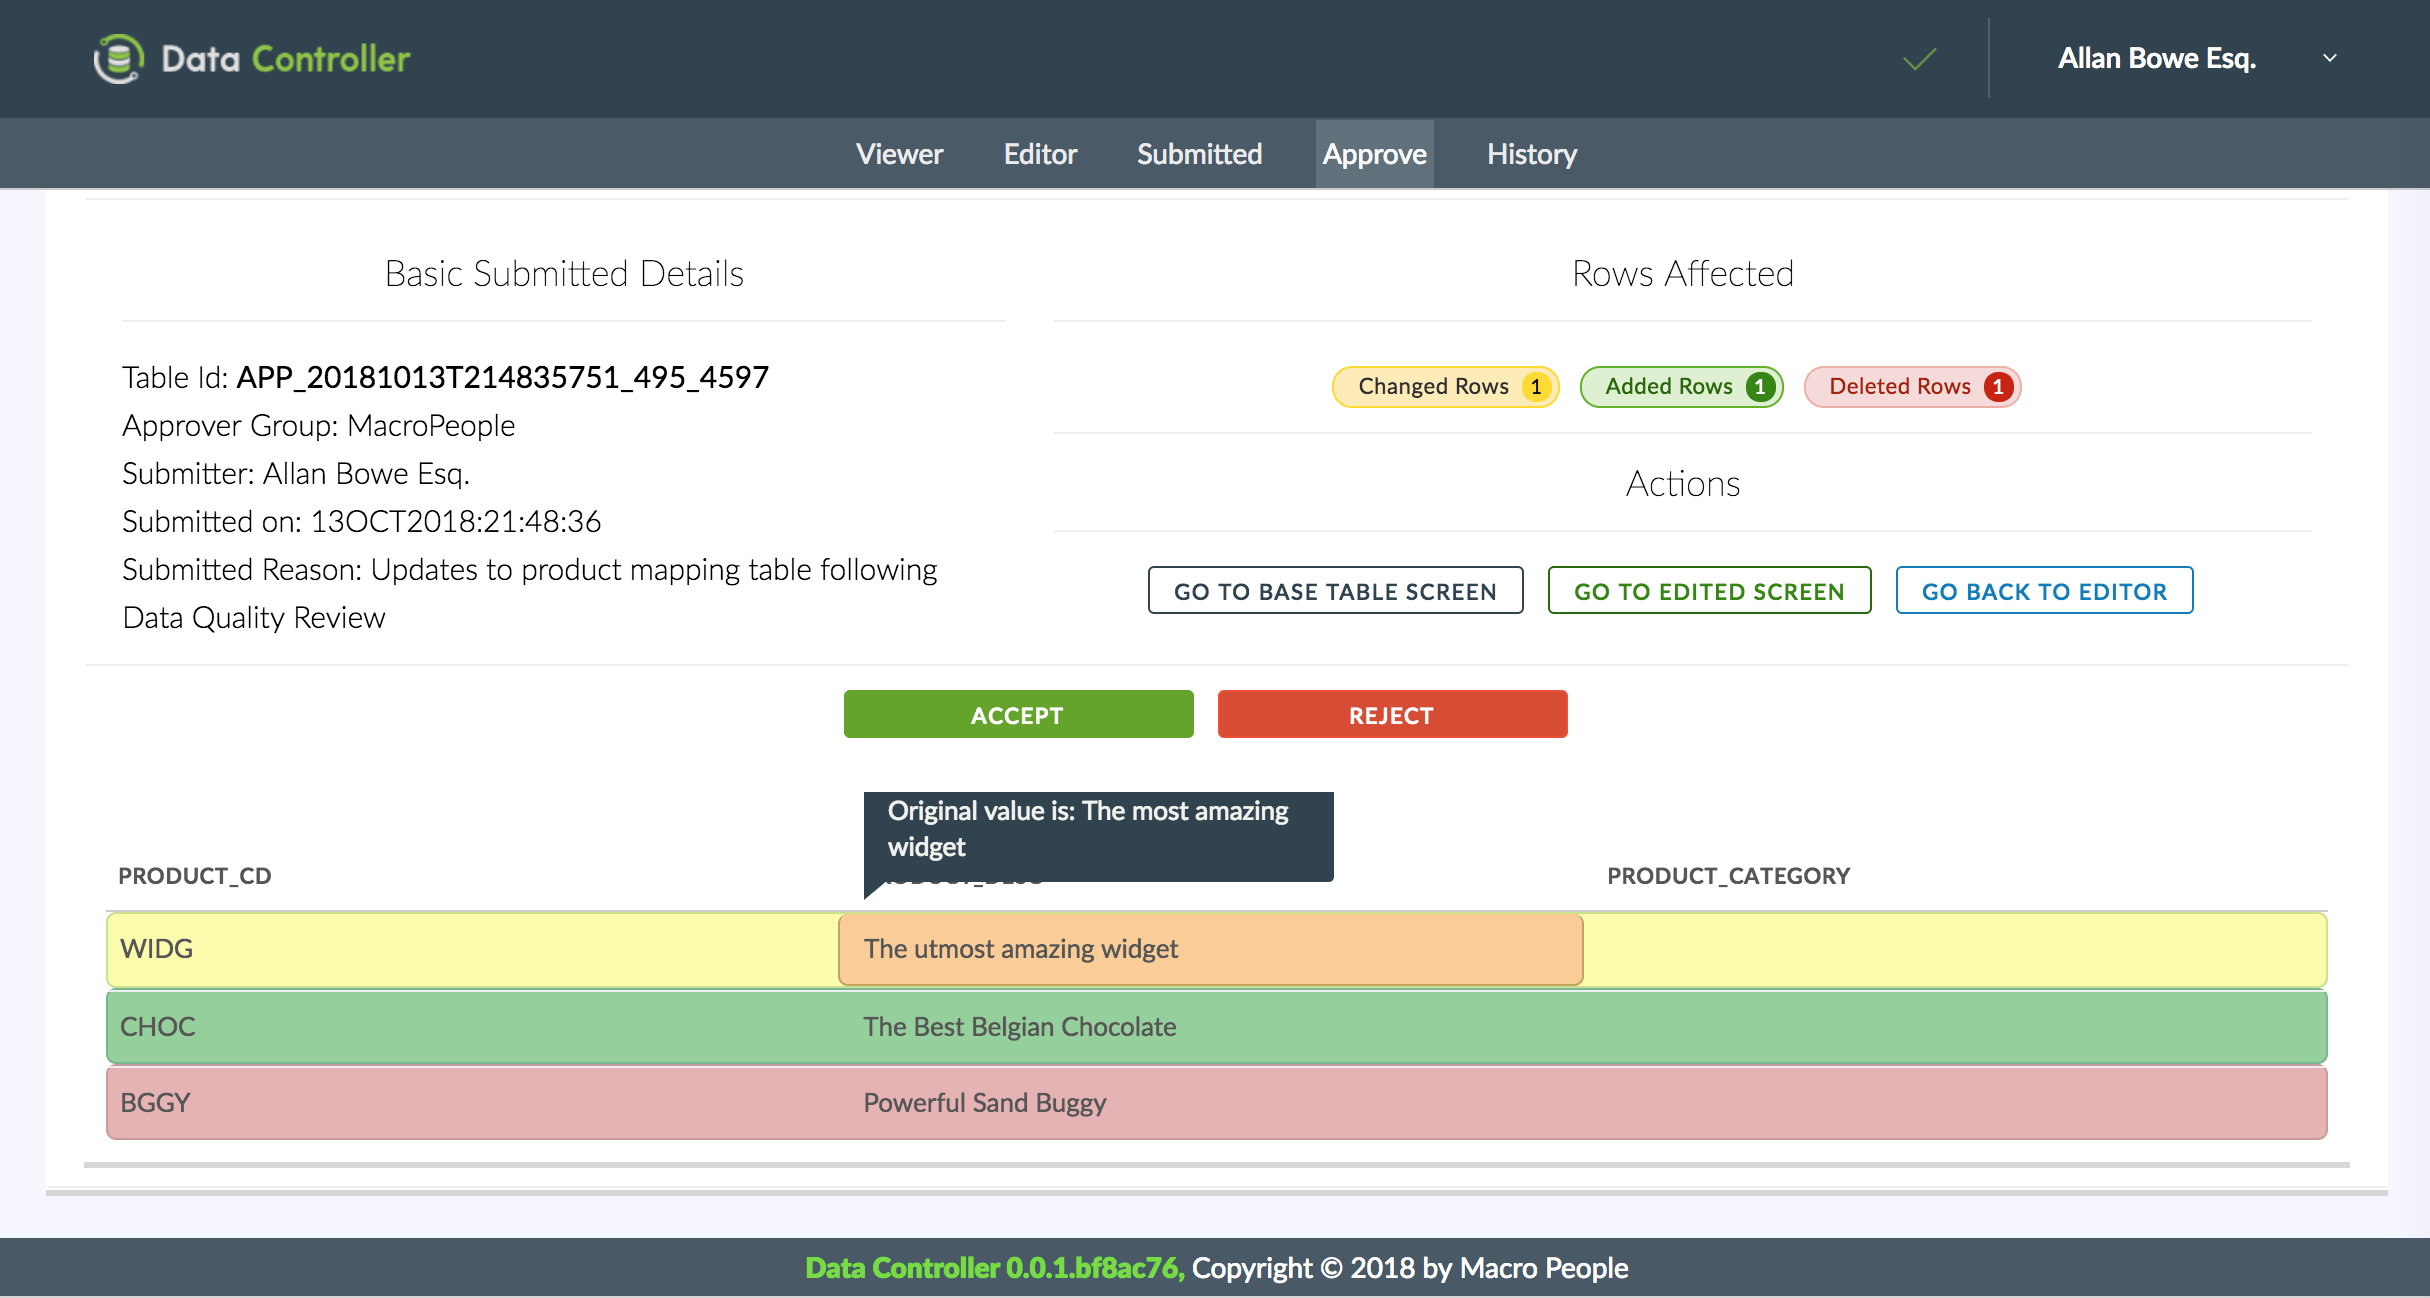 Data Controller
Allan Bowe Esq.
Viewer Editor Submitted Approve History
Basic Submitted Details
Table Id: APP_20181013T214835751_495_4597
Approver Group: MacroPeople
Submitter: Allan Bowe Esq.
Submitted on: 13OCT2018:21:48:36
Submitted Reason: Updates to product mapping table following
Data Quality Review
Rows Affected
Changed Rows 1 Added Rows 1 Deleted Rows 1
Actions
GO TO BASE TABLE SCREEN GO TO EDITED SCREEN GO BACK TO EDITOR
ACCEPT REJECT
Original value is: The most amazing
widget
PRODUCT_CD PRODUCT_CATEGORY
WIDG The utmost amazing widget
CHOC The Best Belgian Chocolate
BGGY Powerful Sand Buggy
Data Controller 0.0.1.bf8ac76, Copyright © 2018 by Macro People